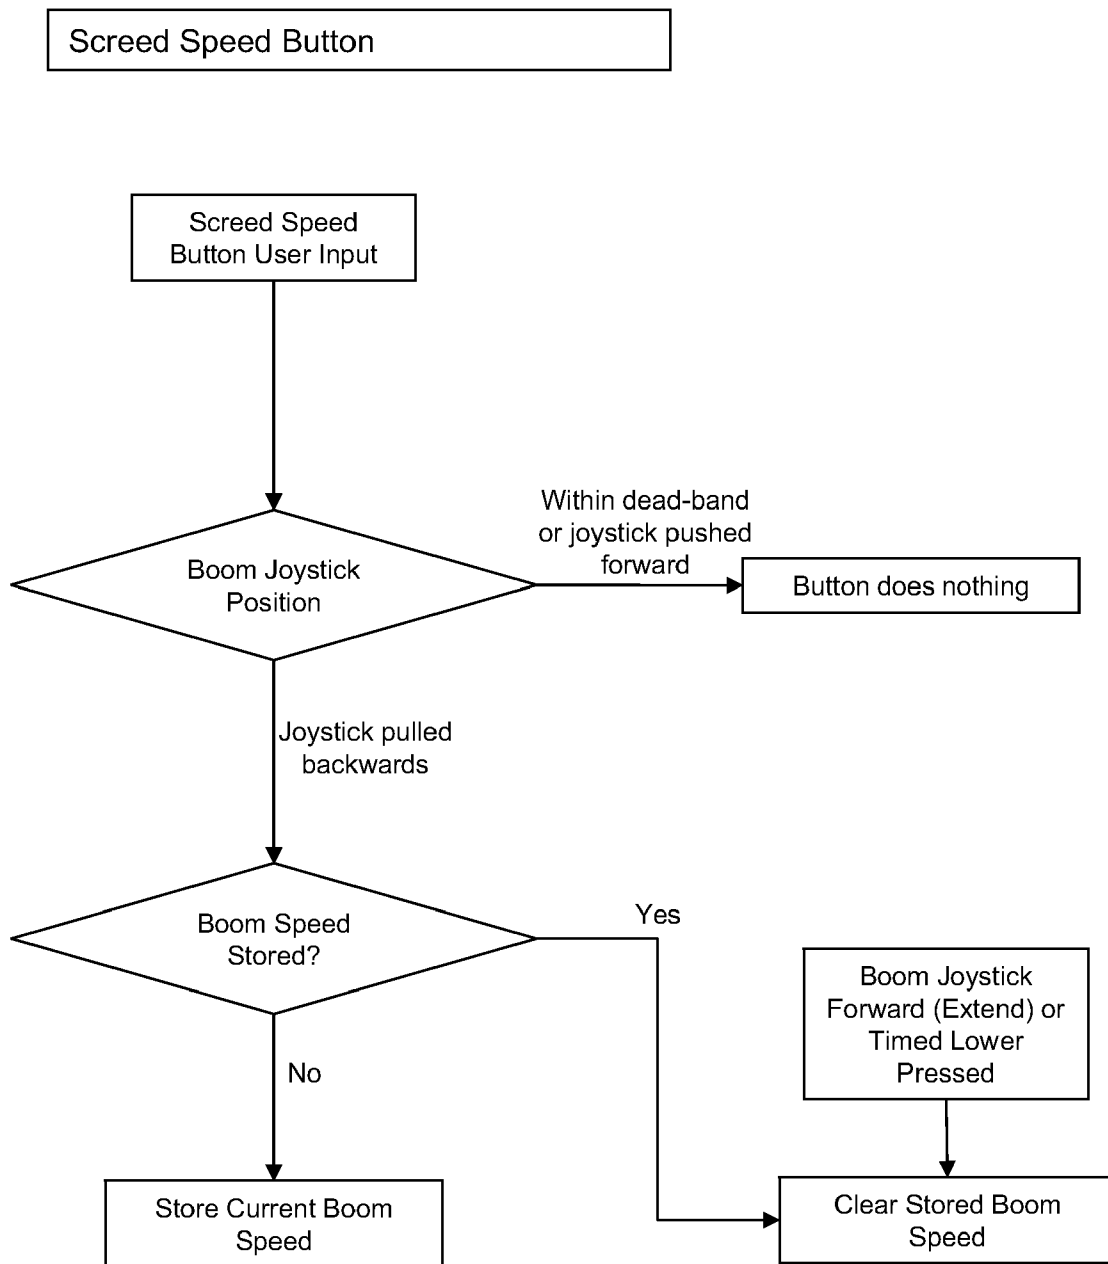 Screed Speed Button
Screed Speed
Button User Input
Within dead-band
or joystick pushed
forward
Boom Joystick
Position
Button does nothing
Joystick pulled
backwards
Boom Speed
Stored?
Yes
Boom Joystick
Forward (Extend) or
Timed Lower
Pressed
No
Store Current Boom
Speed
Clear Stored Boom
Speed